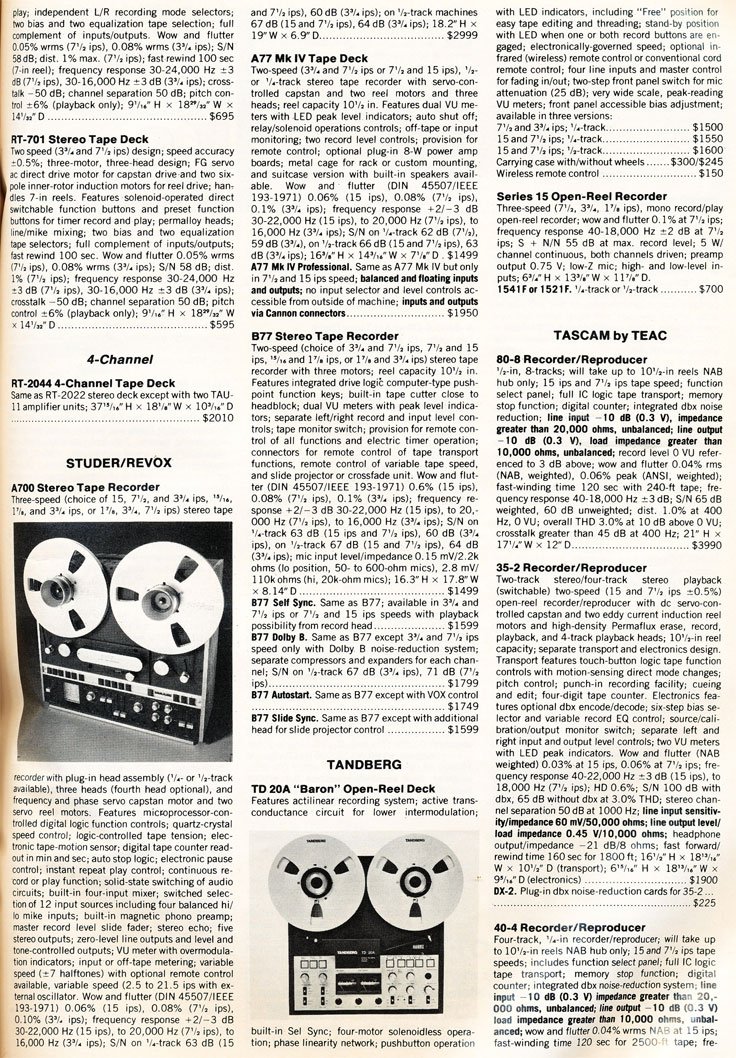 play; independent L/R recording mode selectors;
two bias and two equalization tape selection; full
complement of inputs/outputs. Wow and flutter
0.05% wrms (7½ ips), 0.08% wrms (3¾ ips); S/N
58 dB; dist. 1% max. (7½ ips); fast rewind 100 sec
(7-in reel); frequency response 30-24,000 Hz ±3
dB (7½ ips), 30-16,000 Hz ±3 dB (3¾ ips); cross-
talk −50 dB; channel separation 50 dB; pitch con-
trol ±6% (playback only); 9¹/₁₆″ H × 18²⁹/₃₂″ W ×
14¹/₃₂″ D .......... $695
RT-701 Stereo Tape Deck
Two speed (3¾ and 7½ ips) design; speed accuracy
±0.5%; three-motor, three-head design; FG servo
ac direct drive motor for capstan drive and two six-
pole inner-rotor induction motors for reel drive; han-
dles 7-in reels. Features solenoid-operated direct
switchable function buttons and preset function
buttons for timer record and play; permalloy heads;
line/mike mixing; two bias and two equalization
tape selectors; full complement of inputs/outputs;
fast rewind 100 sec. Wow and flutter 0.05% wrms
(7½ ips), 0.08% wrms (3¾ ips); S/N 58 dB; dist.
1% (7½ ips); frequency response 30-24,000 Hz
±3 dB (7½ ips), 30-16,000 Hz ±3 dB (3¾ ips);
crosstalk −50 dB; channel separation 50 dB; pitch
control ±6% (playback only); 9¹/₁₆″ H × 18²⁹/₃₂″ W
× 14¹/₃₂″ D .......... $595
4-Channel
RT-2044 4-Channel Tape Deck
Same as RT-2022 stereo deck except with two TAU-
11 amplifier units; 37¹⁵/₁₆″ H × 18⅛″ W × 10³/₁₆″ D
.......... $2010
STUDER/REVOX
A700 Stereo Tape Recorder
Three-speed (choice of 15, 7½, and 3¾ ips, ¹⁵/₁₆,
1⅞, and 3¾ ips, or 1⅞, 3¾, 7½ ips) stereo tape
recorder with plug-in head assembly (¼- or ½-track
available), three heads (fourth head optional), and
frequency and phase servo capstan motor and two
servo reel motors. Features microprocessor-con-
trolled digital logic function controls; quartz-crystal
speed control; logic-controlled tape tension; elec-
tronic tape-motion sensor; digital tape counter read-
out in min and sec; auto stop logic; electronic pause
control; instant repeat play control; continuous re-
cord or play function; solid-state switching of audio
circuits; built-in four-input mixer; switched selec-
tion of 12 input sources including four balanced hi/
lo mike inputs; built-in magnetic phono preamp;
master record level slide fader; stereo echo; five
stereo outputs; zero-level line outputs and level and
tone-controlled outputs; VU meter with overmodula-
tion indicators; input or off-tape metering; variable
speed (±7 halftones) with optional remote control
available, variable speed (2.5 to 21.5 ips with ex-
ternal oscillator. Wow and flutter (DIN 45507/IEEE
193-1971) 0.06% (15 ips), 0.08% (7½ ips),
0.10% (3¾ ips); frequency response +2/−3 dB
30-22,000 Hz (15 ips), to 20,000 Hz (7½ ips), to
16,000 Hz (3¾ ips); S/N on ¼-track 63 dB (15
and 7½ ips), 60 dB (3¾ ips); on ½-track machines
67 dB (15 and 7½ ips), 64 dB (3¾ ips); 18.2″ H ×
19″ W × 6.9″ D .......... $2999
A77 Mk IV Tape Deck
Two-speed (3¾ and 7½ ips or 7½ and 15 ips), ½-
or ¼-track stereo tape recorder with servo-con-
trolled capstan and two reel motors and three
heads; reel capacity 10½ in. Features dual VU me-
ters with LED peak level indicators; auto shut off;
relay/solenoid operations controls; off-tape or input
monitoring; two record level controls; provision for
remote control; optional plug-in 8-W power amp
boards; metal cage for rack or custom mounting,
and suitcase version with built-in speakers avail-
able. Wow and flutter (DIN 45507/IEEE
193-1971) 0.06% (15 ips), 0.08% (7½ ips),
0.1% (3¾ ips); frequency response +2/−3 dB
30-22,000 Hz (15 ips), to 20,000 Hz (7½ ips), to
16,000 Hz (3¾ ips); S/N on ¼-track 62 dB (7½),
59 dB (3¾), on ½-track 66 dB (15 and 7½ ips), 63
dB (3¾ ips); 16⅜″ H × 14³/₁₆″ W × 7⅛″ D . $1499
A77 Mk IV Professional. Same as A77 Mk IV but only
in 7½ and 15 ips speed; balanced and floating inputs
and outputs; no input selector and level controls ac-
cessible from outside of machine; inputs and outputs
via Cannon connectors .......... $1950
B77 Stereo Tape Recorder
Two-speed (choice of 3¾ and 7½ ips, 7½ and 15
ips, ¹⁵/₁₆ and 1⅞ ips, or 1⅞ and 3¾ ips) stereo tape
recorder with three motors; reel capacity 10½ in.
Features integrated drive logic computer-type push-
point function keys; built-in tape cutter close to
headblock; dual VU meters with peak level indica-
tors; separate left/right record and input level con-
trols; tape monitor switch; provision for remote con-
trol of all functions and electric timer operation;
connectors for remote control of tape transport
functions, remote control of variable tape speed,
and slide projector or crossfade unit. Wow and flut-
ter (DIN 45507/IEEE 193-1971) 0.6% (15 ips),
0.08% (7½ ips), 0.1% (3¾ ips); frequency re-
sponse +2/−3 dB 30-22,000 (15 ips), to 20,-
000 Hz (7½ ips), to 16,000 Hz (3¾ ips); S/N on
¼-track 63 dB (15 and 7½ ips), 60 dB (3¾
ips), on ½-track 67 dB (15 and 7½ ips), 64 dB
(3¾ ips); mic input level/impedance 0.15 mV/2.2k
ohms (lo position, 50- to 600-ohm mics), 2.8 mV/
110k ohms (hi, 20k-ohm mics); 16.3″ H × 17.8″ W
× 8.14″ D .......... $1499
B77 Self Sync. Same as B77; available in 3¾ and
7½ ips or 7½ and 15 ips speeds with playback
possibility from record head .......... $1599
B77 Dolby B. Same as B77 except 3¾ and 7½ ips
speed only with Dolby B noise-reduction system;
separate compressors and expanders for each chan-
nel; S/N on ½-track 67 dB (3¾ ips), 71 dB (7½
ips) .......... $1799
B77 Autostart. Same as B77 except with VOX control
.......... $1749
B77 Slide Sync. Same as B77 except with additional
head for slide projector control .......... $1599
TANDBERG
TD 20A “Baron” Open-Reel Deck
Features actilinear recording system; active trans-
conductance circuit for lower intermodulation;
TANDBERG
TANDBERG
TANDBERG TD 20A
built-in Sel Sync; four-motor solenoidless opera-
tion; phase linearity network; pushbutton operation
with LED indicators, including “Free” position for
easy tape editing and threading; stand-by position
with LED when one or both record buttons are en-
gaged; electronically-governed speed; optional in-
frared (wireless) remote control or conventional cord
remote control; four line inputs and master control
for fading in/out; two-step front panel switch for mic
attenuation (25 dB); very wide scale, peak-reading
VU meters; front panel accessible bias adjustment;
available in three versions:
7½ and 3¾ ips; ¼-track .......... $1500
15 and 7½ ips; ¼-track .......... $1550
15 and 7½ ips; ½-track .......... $1600
Carrying case with/without wheels ....... $300/$245
Wireless remote control .......... $150
Series 15 Open-Reel Recorder
Three-speed (7½, 3¾, 1⅞ ips), mono record/play
open-reel recorder; wow and flutter 0.1% at 7½ ips;
frequency response 40-18,000 Hz ±2 dB at 7½
ips; S + N/N 55 dB at max. record level; 5 W/
channel continuous, both channels driven; preamp
output 0.75 V; low-Z mic; high- and low-level in-
puts; 6¾″ H × 13⅜″ W × 11⅞″ D.
1541F or 1521F. ¼-track or ½-track .......... $700
TASCAM by TEAC
80-8 Recorder/Reproducer
½-in, 8-tracks; will take up to 10½-in reels NAB
hub only; 15 and 7½ ips tape speed; function
select panel; full IC logic tape transport; memory
stop function; digital counter; integrated dbx noise
reduction; line input −10 dB (0.3 V), impedance
greater than 20,000 ohms, unbalanced; line output
−10 dB (0.3 V), load impedance greater than
10,000 ohms, unbalanced; record level 0 VU refer-
enced to 3 dB above; wow and flutter 0.04% rms
(NAB, weighted), 0.06% peak (ANSI, weighted);
fast-winding time 120 sec with 240-ft tape; fre-
quency response 40-18,000 Hz ±3 dB; S/N 65 dB
weighted, 60 dB unweighted; dist. 1.0% at 400
Hz, 0 VU; overall THD 3.0% at 10 dB above 0 VU;
crosstalk greater than 45 dB at 400 Hz; 21″ H ×
17¼″ W × 12″ D .......... $3990
35-2 Recorder/Reproducer
Two-track stereo/four-track stereo playback
(switchable) two-speed (15 and 7½ ips ±0.5%)
open-reel recorder/reproducer with dc servo-con-
trolled capstan and two eddy current induction reel
motors and high-density Permaflux erase, record,
playback, and 4-track playback heads; 10½-in reel
capacity; separate transport and electronics design.
Transport features touch-button logic tape function
controls with motion-sensing direct mode changes;
pitch control; punch-in recording facility; cueing
and edit; four-digit tape counter. Electronics fea-
tures optional dbx encode/decode; six-step bias se-
lector and variable record EQ control; source/cali-
bration/output monitor switch; separate left and
right input and output level controls; two VU meters
with LED peak indicators. Wow and flutter (NAB
weighted) 0.03% at 15 ips, 0.06% at 7½ ips; fre-
quency response 40-22,000 Hz ±3 dB (15 ips), to
18,000 Hz (7½ ips); HD 0.6%; S/N 100 dB with
dbx, 65 dB without dbx at 3.0% THD; stereo chan-
nel separation 50 dB at 1000 Hz; line input sensitiv-
ity/impedance 60 mV/50,000 ohms; line output level/
load impedance 0.45 V/10,000 ohms; headphone
output/impedance −21 dB/8 ohms; fast forward/
rewind time 160 sec for 1800 ft; 16½″ H × 18¹³/₁₆″
W × 10½″ D (transport); 6¹⁵/₁₆″ H × 18¹³/₁₆″ W ×
9⁵/₁₆″ D (electronics) .......... $1900
DX-2. Plug-in dbx noise-reduction cards for 35-2 ...
.......... $225
40-4 Recorder/Reproducer
Four-track, ¼-in recorder/reproducer; will take up
to 10½-in reels NAB hub only; 15 and 7½ ips tape
speeds; includes function select panel; full IC logic
tape transport; memory stop function; digital
counter; integrated dbx noise-reduction system; line
input −10 dB (0.3 V) impedance greater than 20,-
000 ohms, unbalanced; line output −10 dB (0.3 V)
load impedance greater than 10,000 ohms, unbal-
anced; wow and flutter 0.04% wrms NAB at 15 ips;
fast-winding time 120 sec for 2500-ft tape; fre-